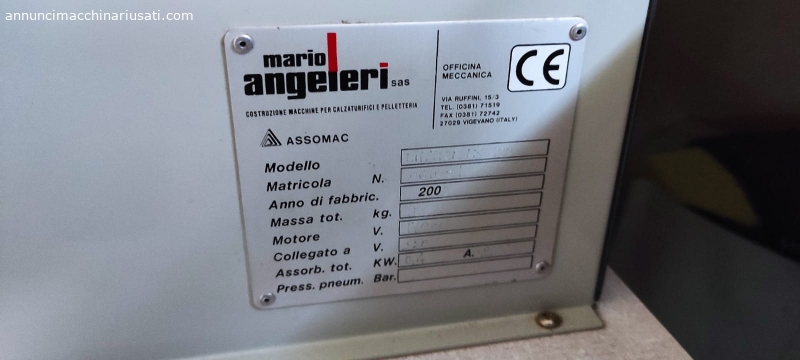 annuncimacchinariusati.com
mario
angeleri sas
COSTRUZIONE MACCHINE PER CALZATURIFICI E PELLETTERIA
OFFICINA
MECCANICA
CE
VIA RUFFINI, 15/3
TEL. (0381) 71519
FAX (0381) 72742
27029 VIGEVANO (ITALY)
ASSOMAC
Modello
Matricola N.
Anno di fabbric. 200
Massa tot. kg.
Motore V.
Collegato a V.
Assorb. tot. KW. 0.4 A.
Press. pneum. Bar.